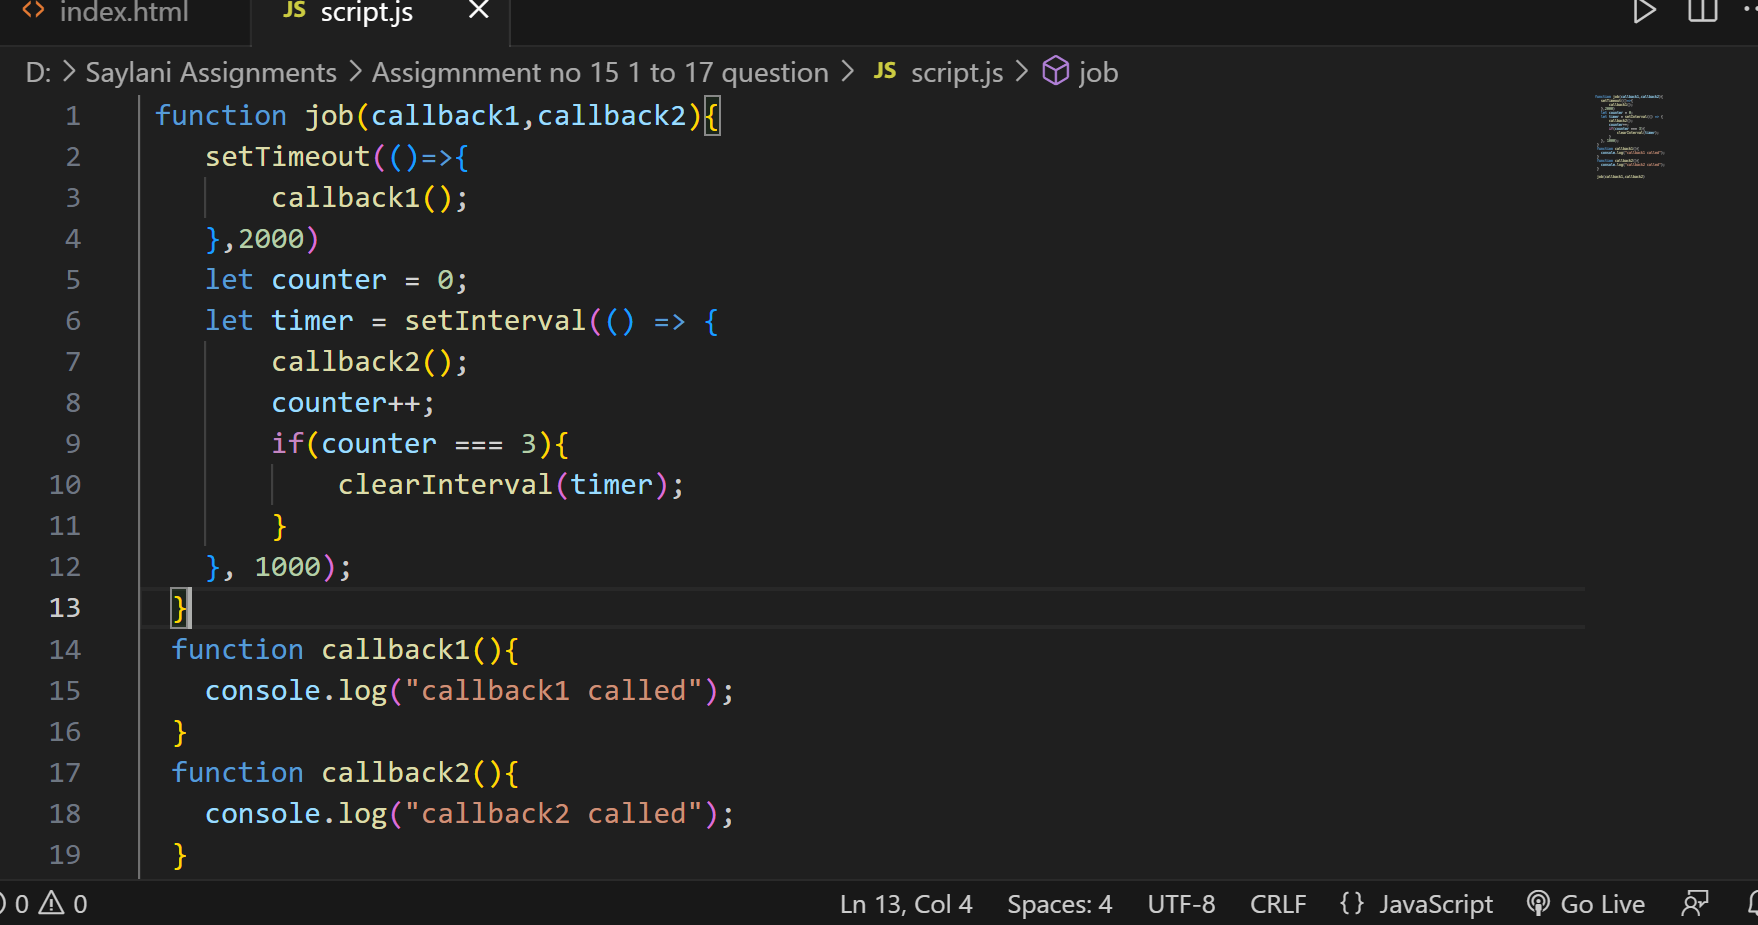 index.html JS script.js
D: > Saylani Assignments > Assigmnment no 15 1 to 17 question > JS script.js > job
1 function job(callback1,callback2){
2 setTimeout(()=>{
3 callback1();
4 },2000)
5 let counter = 0;
6 let timer = setInterval(() => {
7 callback2();
8 counter++;
9 if(counter === 3){
10 clearInterval(timer);
11 }
12 }, 1000);
13 }
14 function callback1(){
15 console.log("callback1 called");
16 }
17 function callback2(){
18 console.log("callback2 called");
19 }
0 0 Ln 13, Col 4 Spaces: 4 UTF-8 CRLF {} JavaScript Go Live